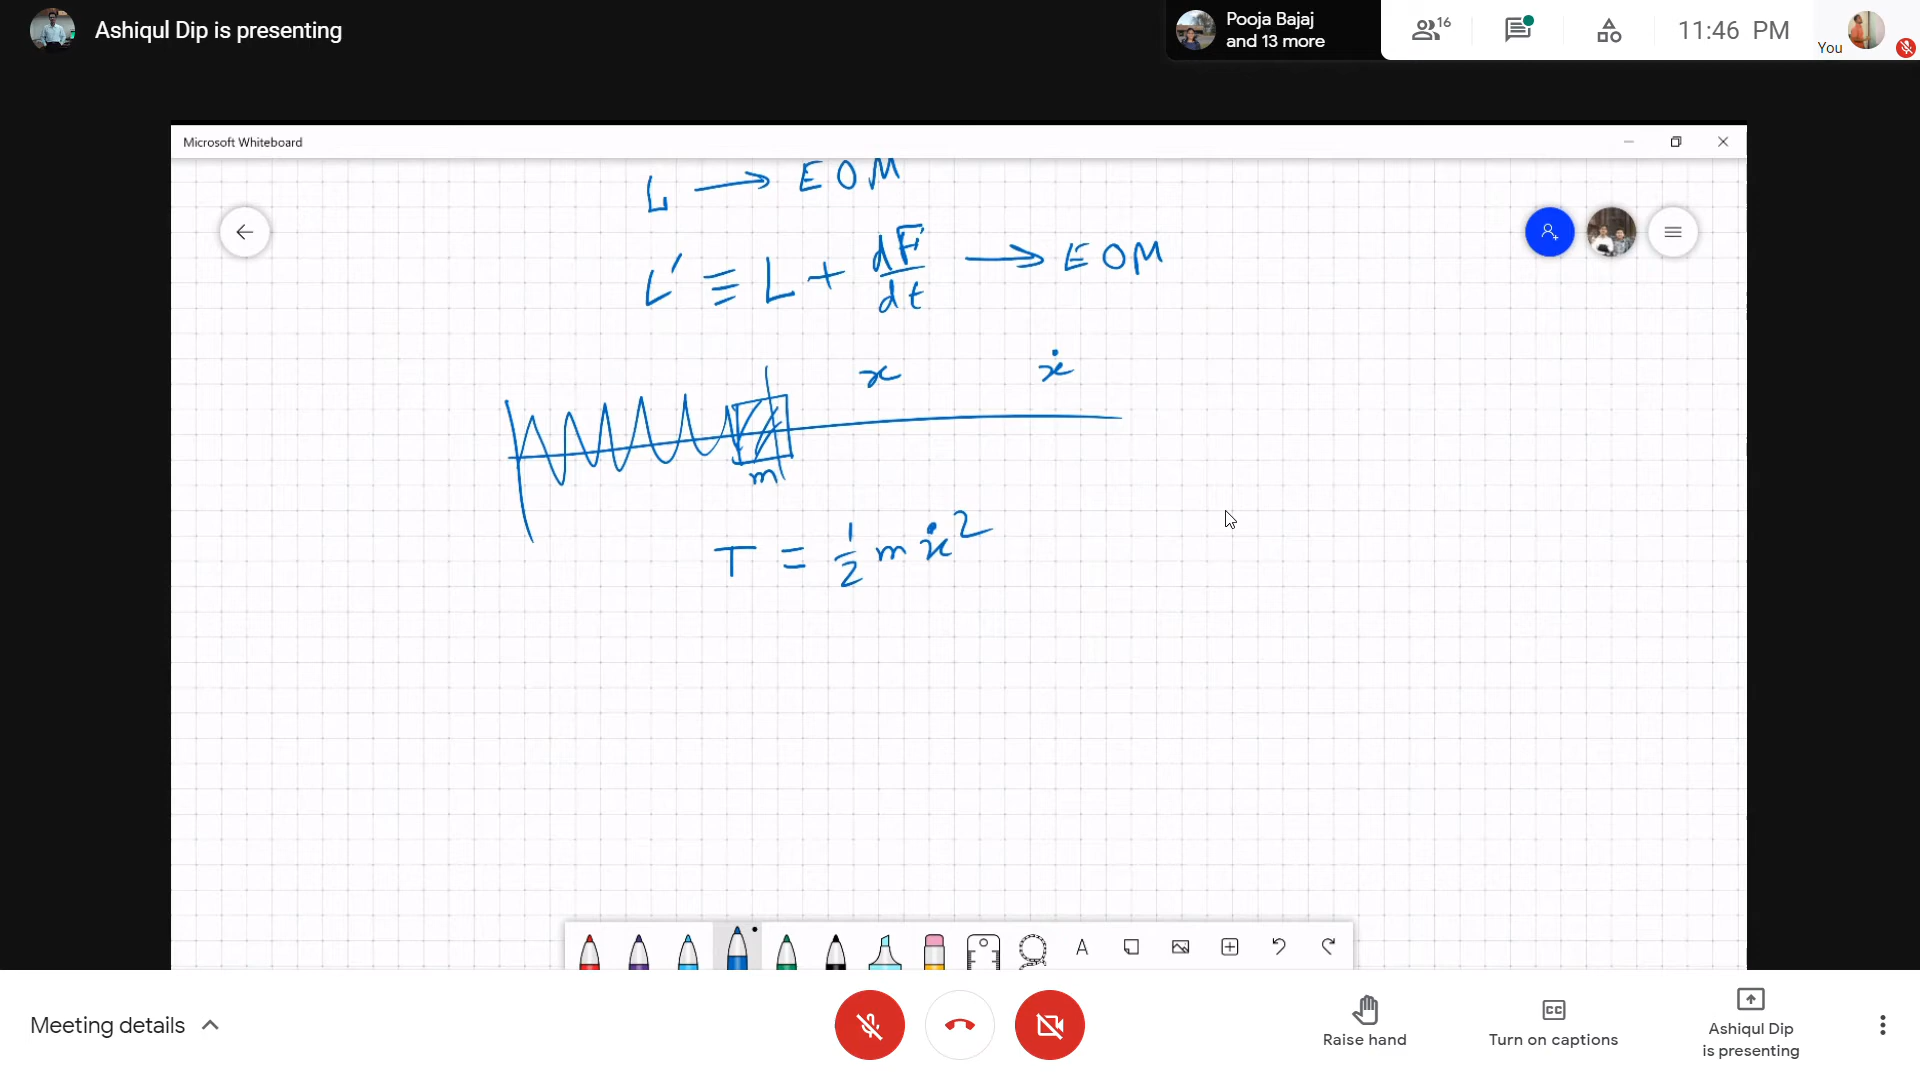 Ashiqul Dip is presenting
Pooja Bajaj
and 13 more
16
11:46 PM
You
Microsoft Whiteboard
L → EOM
L' ≡ L + dF/dt → EOM
x ẋ
m
T = 1/2 m ẋ²
A
Meeting details
Raise hand
CC
Turn on captions
Ashiqul Dip
is presenting